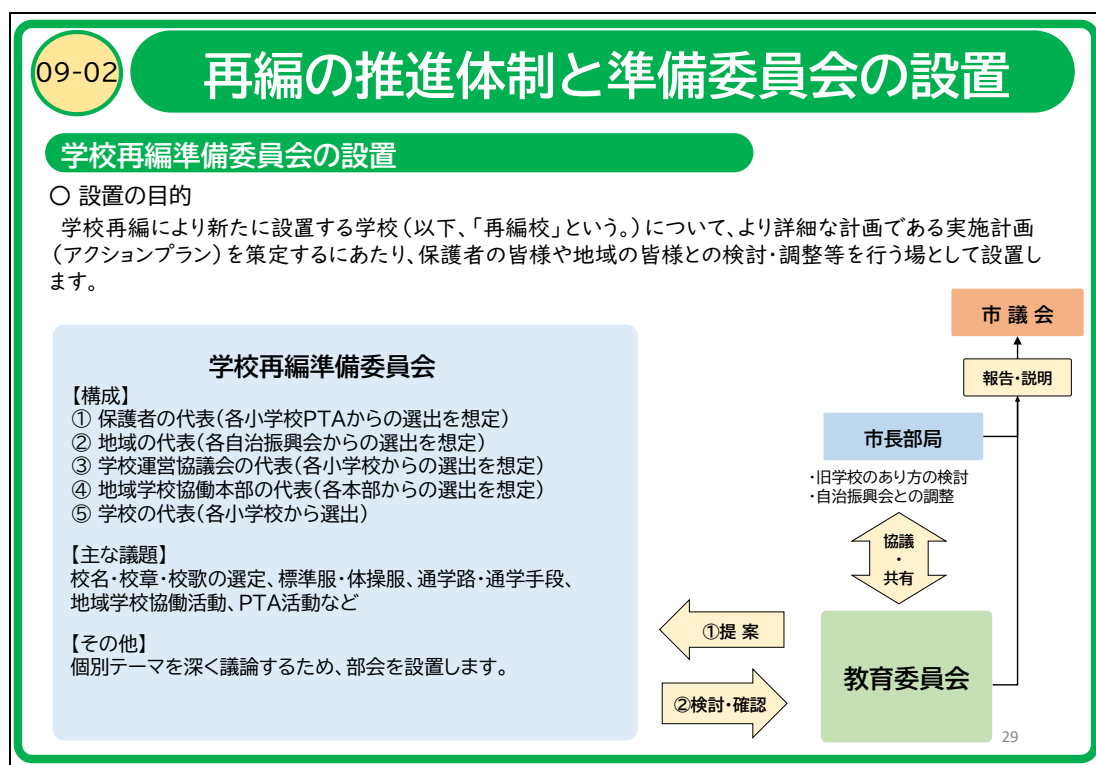 09-02
再編の推進体制と準備委員会の設置
学校再編準備委員会の設置
〇 設置の目的
学校再編により新たに設置する学校(以下、「再編校」という。)について、より詳細な計画である実施計画
(アクションプラン)を策定するにあたり、保護者の皆様や地域の皆様との検討・調整等を行う場として設置し
ます。
学校再編準備委員会
【構成】
① 保護者の代表(各小学校PTAからの選出を想定)
② 地域の代表(各自治振興会からの選出を想定)
③ 学校運営協議会の代表(各小学校からの選出を想定)
④ 地域学校協働本部の代表(各本部からの選出を想定)
⑤ 学校の代表(各小学校から選出)
【主な議題】
校名・校章・校歌の選定、標準服・体操服、通学路・通学手段、
地域学校協働活動、PTA活動など
【その他】
個別テーマを深く議論するため、部会を設置します。
市議会
報告・説明
市長部局
・旧学校のあり方の検討
・自治振興会との調整
協議
・
共有
①提 案
②検討・確認
教育委員会
29